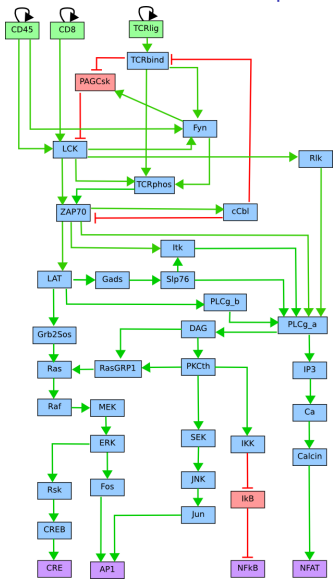 CD45
CD8
TCRlig
TCRbind
PAGCsk
Fyn
LCK
Rlk
TCRphos
ZAP70
cCbl
Itk
LAT
Gads
Slp76
PLCg_b
DAG
PLCg_a
Grb2Sos
Ras
RasGRP1
PKCth
IP3
Raf
MEK
Ca
ERK
SEK
IKK
Calcin
Rsk
Fos
JNK
IkB
CREB
Jun
CRE
AP1
NFkB
NFAT